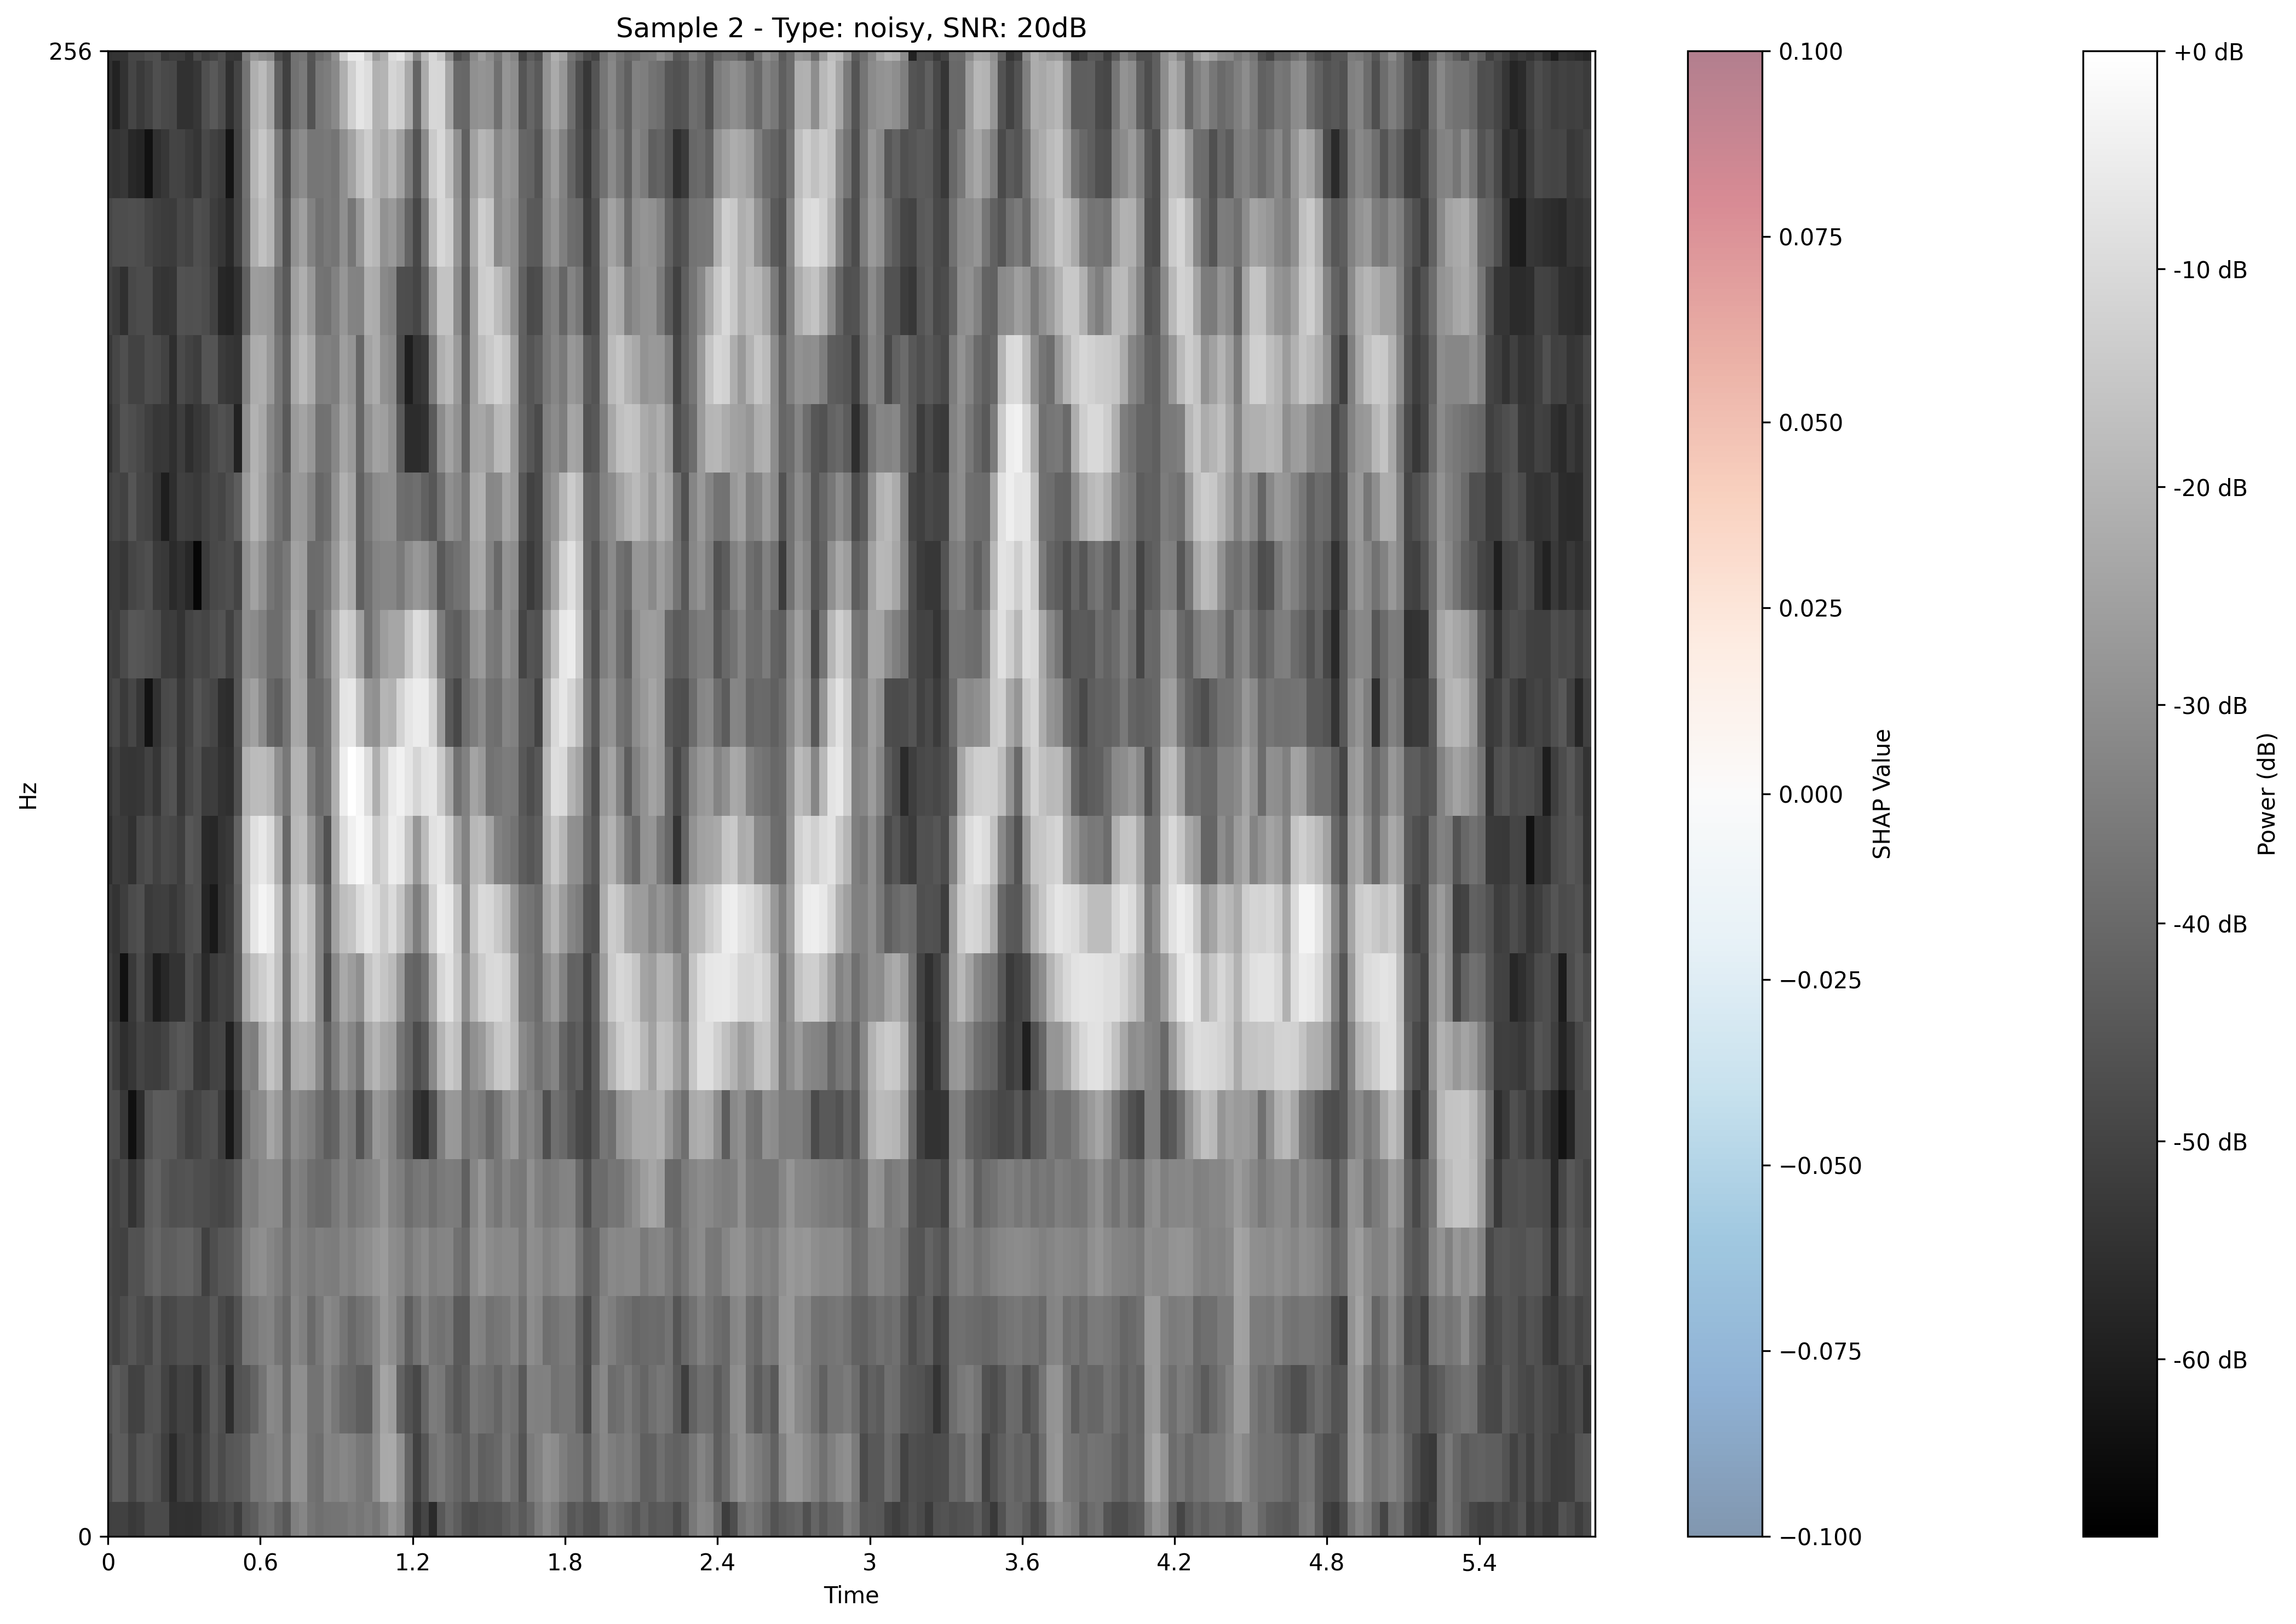 Sample 2 - Type: noisy, SNR: 20dB
256
0
Hz
0
0.6
1.2
1.8
2.4
3
3.6
4.2
4.8
5.4
Time
0.100
0.075
0.050
0.025
0.000
−0.025
−0.050
−0.075
−0.100
SHAP Value
+0 dB
-10 dB
-20 dB
-30 dB
-40 dB
-50 dB
-60 dB
Power (dB)